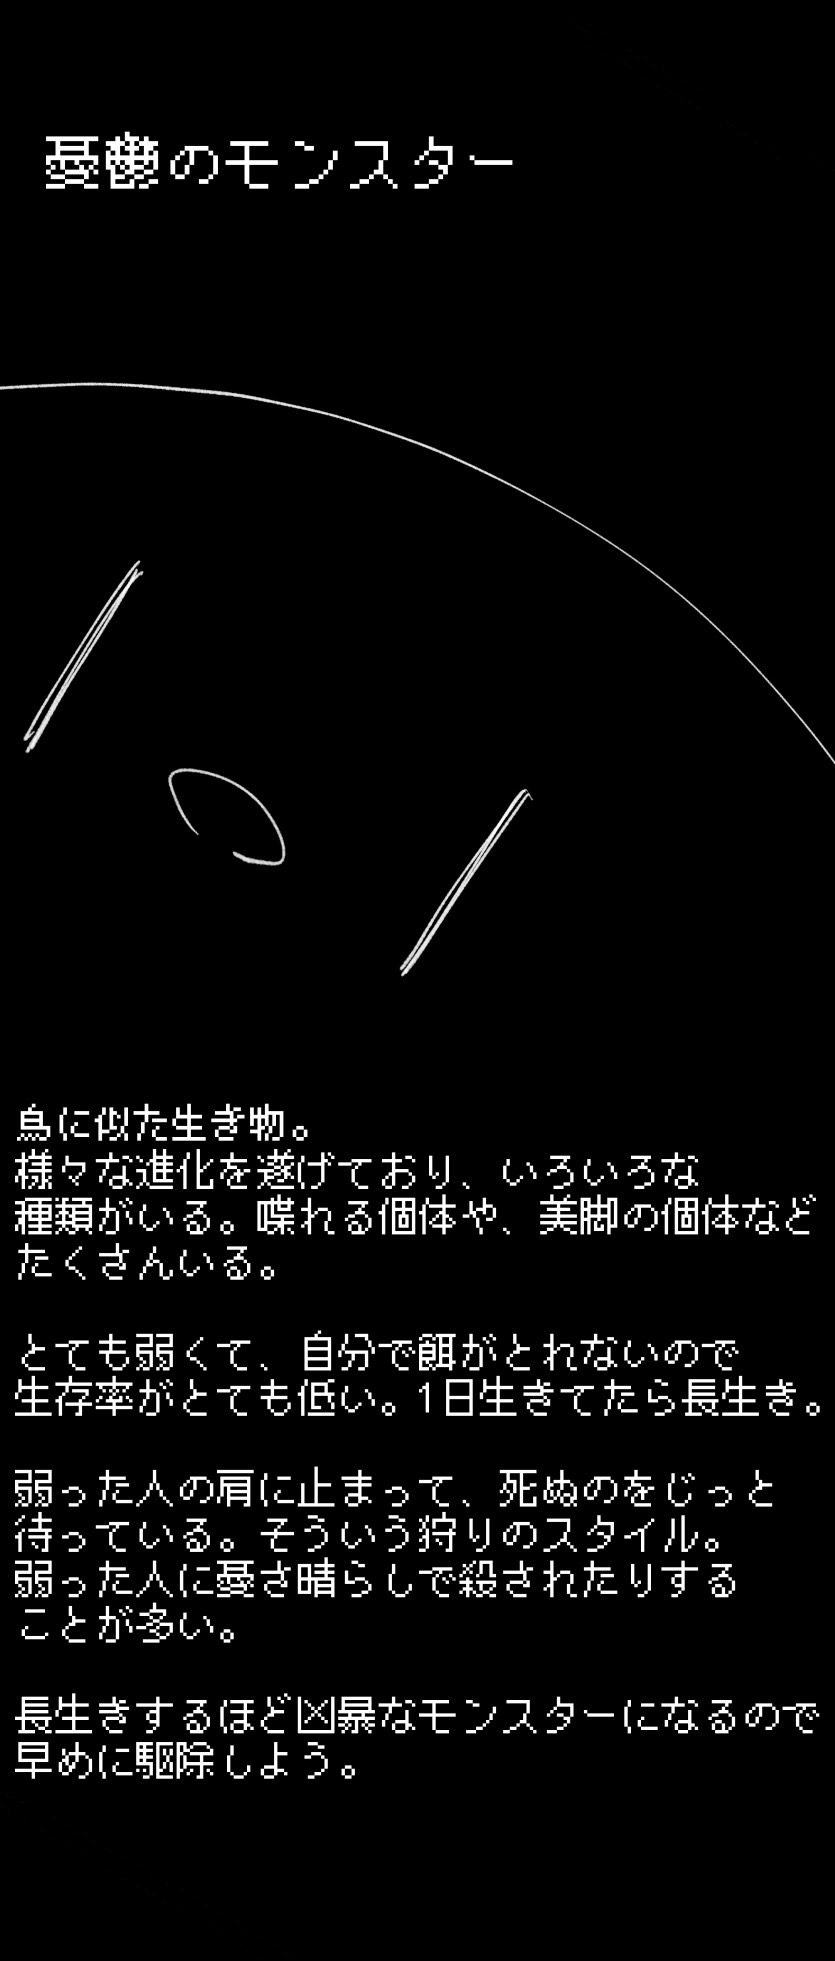 憂鬱のモンスター
鳥に似た生き物。
様々な進化を遂げており、いろいろな
種類がいる。喋れる個体や、美脚の個体など
たくさんいる。
とても弱くて、自分で餌がとれないので
生存率がとても低い。1日生きてたら長生き。
弱った人の肩に止まって、死ぬのをじっと
待っている。そういう狩りのスタイル。
弱った人に憂さ晴らしで殺されたりする
ことが多い。
長生きするほど凶暴なモンスターになるので
早めに駆除しよう。